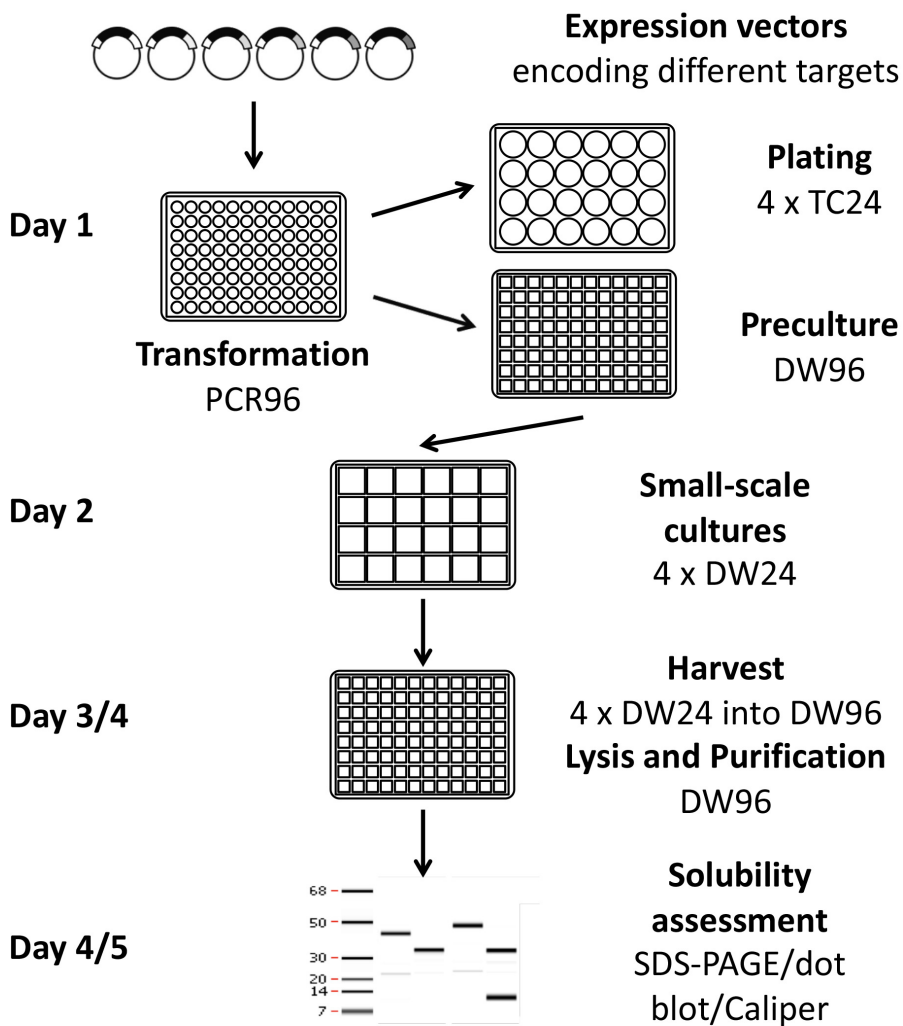 Expression vectors
encoding different targets
Day 1
Plating
4 x TC24
Transformation
PCR96
Preculture
DW96
Day 2
Small-scale
cultures
4 x DW24
Day 3/4
Harvest
4 x DW24 into DW96
Lysis and Purification
DW96
Day 4/5
68
50
30
20
14
7
Solubility
assessment
SDS-PAGE/dot
blot/Caliper